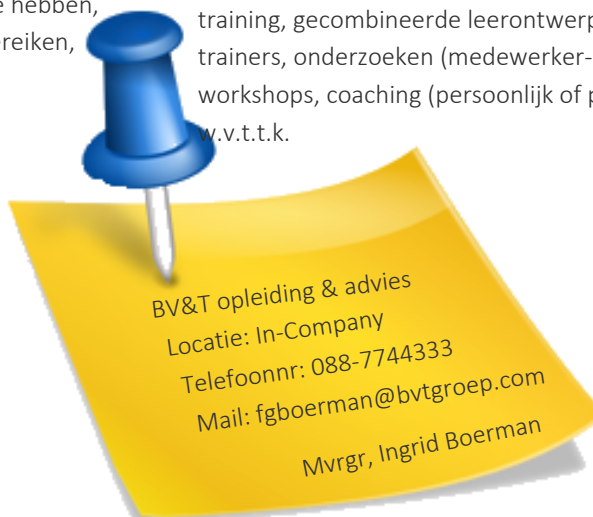 e hebben,
ereiken,
training, gecombineerde leerontwerp
trainers, onderzoeken (medewerker-
workshops, coaching (persoonlijk of p
w.v.t.t.k.
BV&T opleiding & advies
Locatie: In-Company
Telefoonnr: 088-7744333
Mail: fgboerman@bvtgroep.com
Mvrgr, Ingrid Boerman